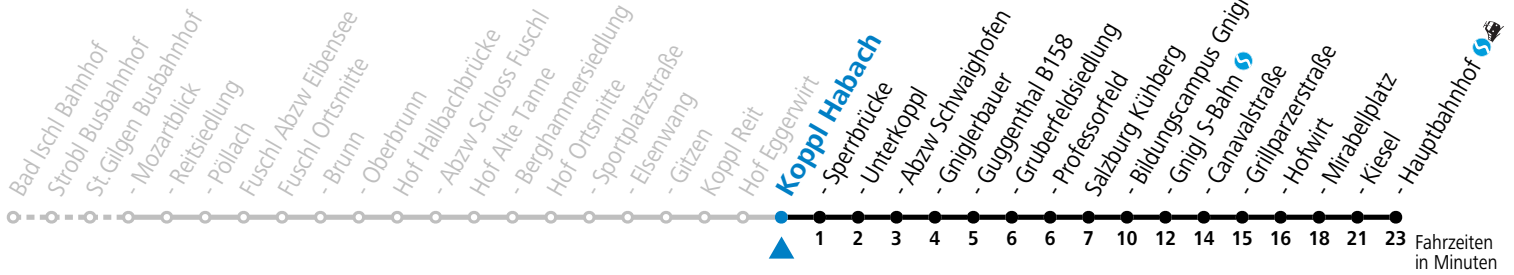 Bad Ischl Bahnhof
Strobl Busbahnhof
St.Gilgen Busbahnhof
- Mozartblick
- Reitsiedlung
- Pöllach
Fuschl Abzw Eibensee
Fuschl Ortsmitte
- Brunn
- Oberbrunn
Hof Hallbachbrücke
- Abzw Schloss Fuschl
Hof Alte Tanne
- Berghammersiedlung
Hof Ortsmitte
- Sportplatzstraße
- Elsenwang
- Gitzen
Koppl Reit
Hof Eggerwirt
Koppl Habach
- Sperrbrücke
- Unterkoppl
- Abzw Schwaighofen
- Gniglerbauer
- Guggenthal B158
- Gruberfeldsiedlung
- Professorfeld
Salzburg Kühberg
- Bildungscampus Gnigl
- Gnigl S-Bahn
- Canavalstraße
- Grillparzerstraße
- Hofwirt
- Mirabellplatz
- Kiesel
- Hauptbahnhof
1 2 3 4 5 6 6 7 10 12 14 15 16 18 21 23 Fahrzeiten
in Minuten